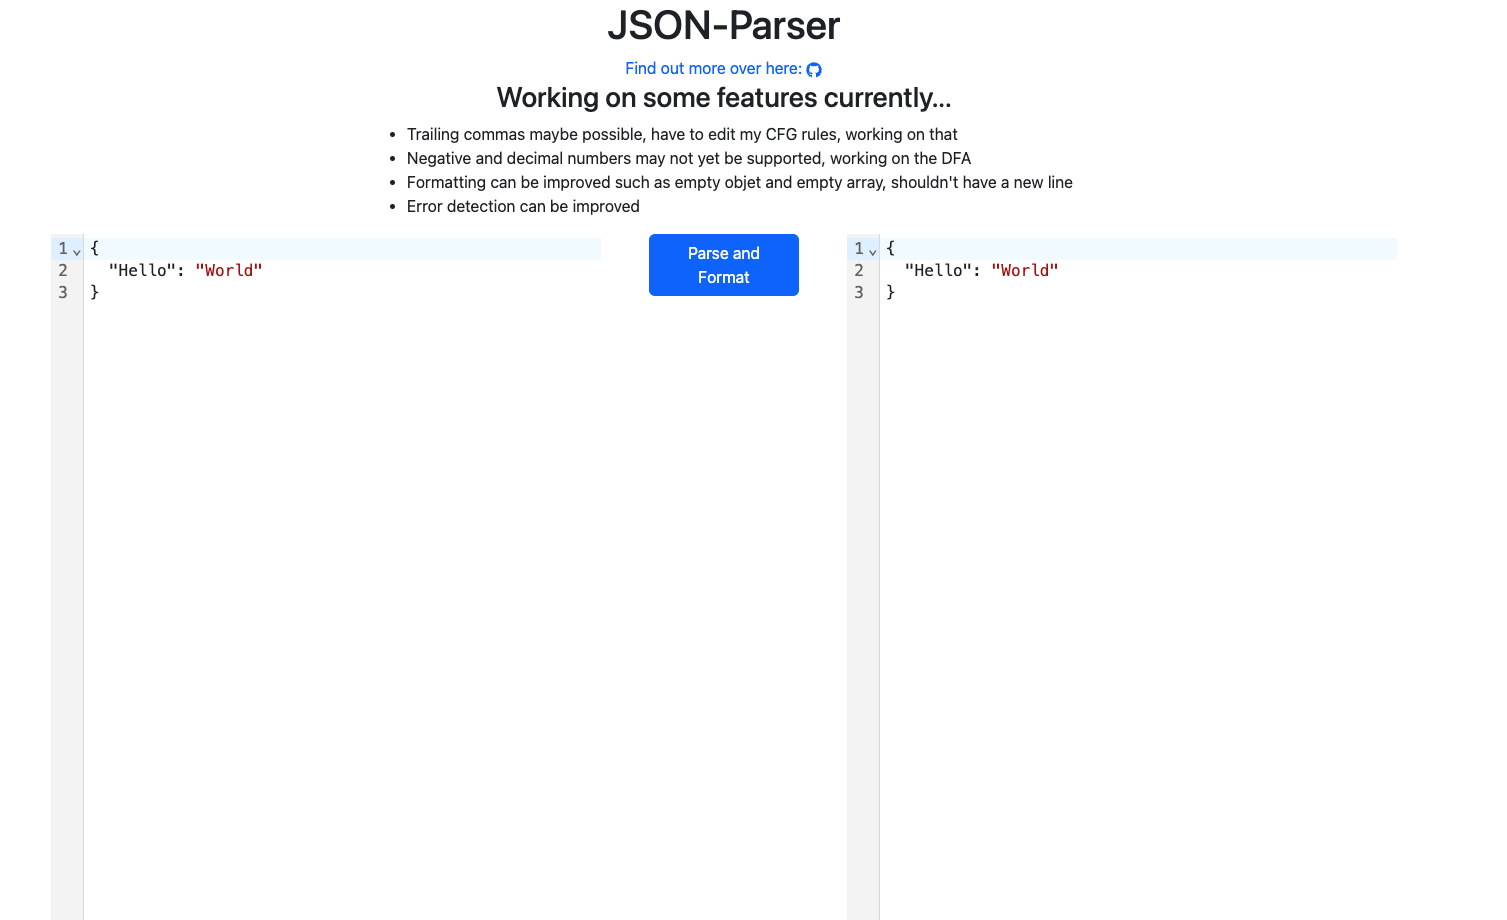 JSON-Parser
Find out more over here:
Working on some features currently...
Trailing commas maybe possible, have to edit my CFG rules, working on that
Negative and decimal numbers may not yet be supported, working on the DFA
Formatting can be improved such as empty objet and empty array, shouldn't have a new line
Error detection can be improved
1 {
2 "Hello": "World"
3 }
Parse and
Format
1 {
2 "Hello": "World"
3 }